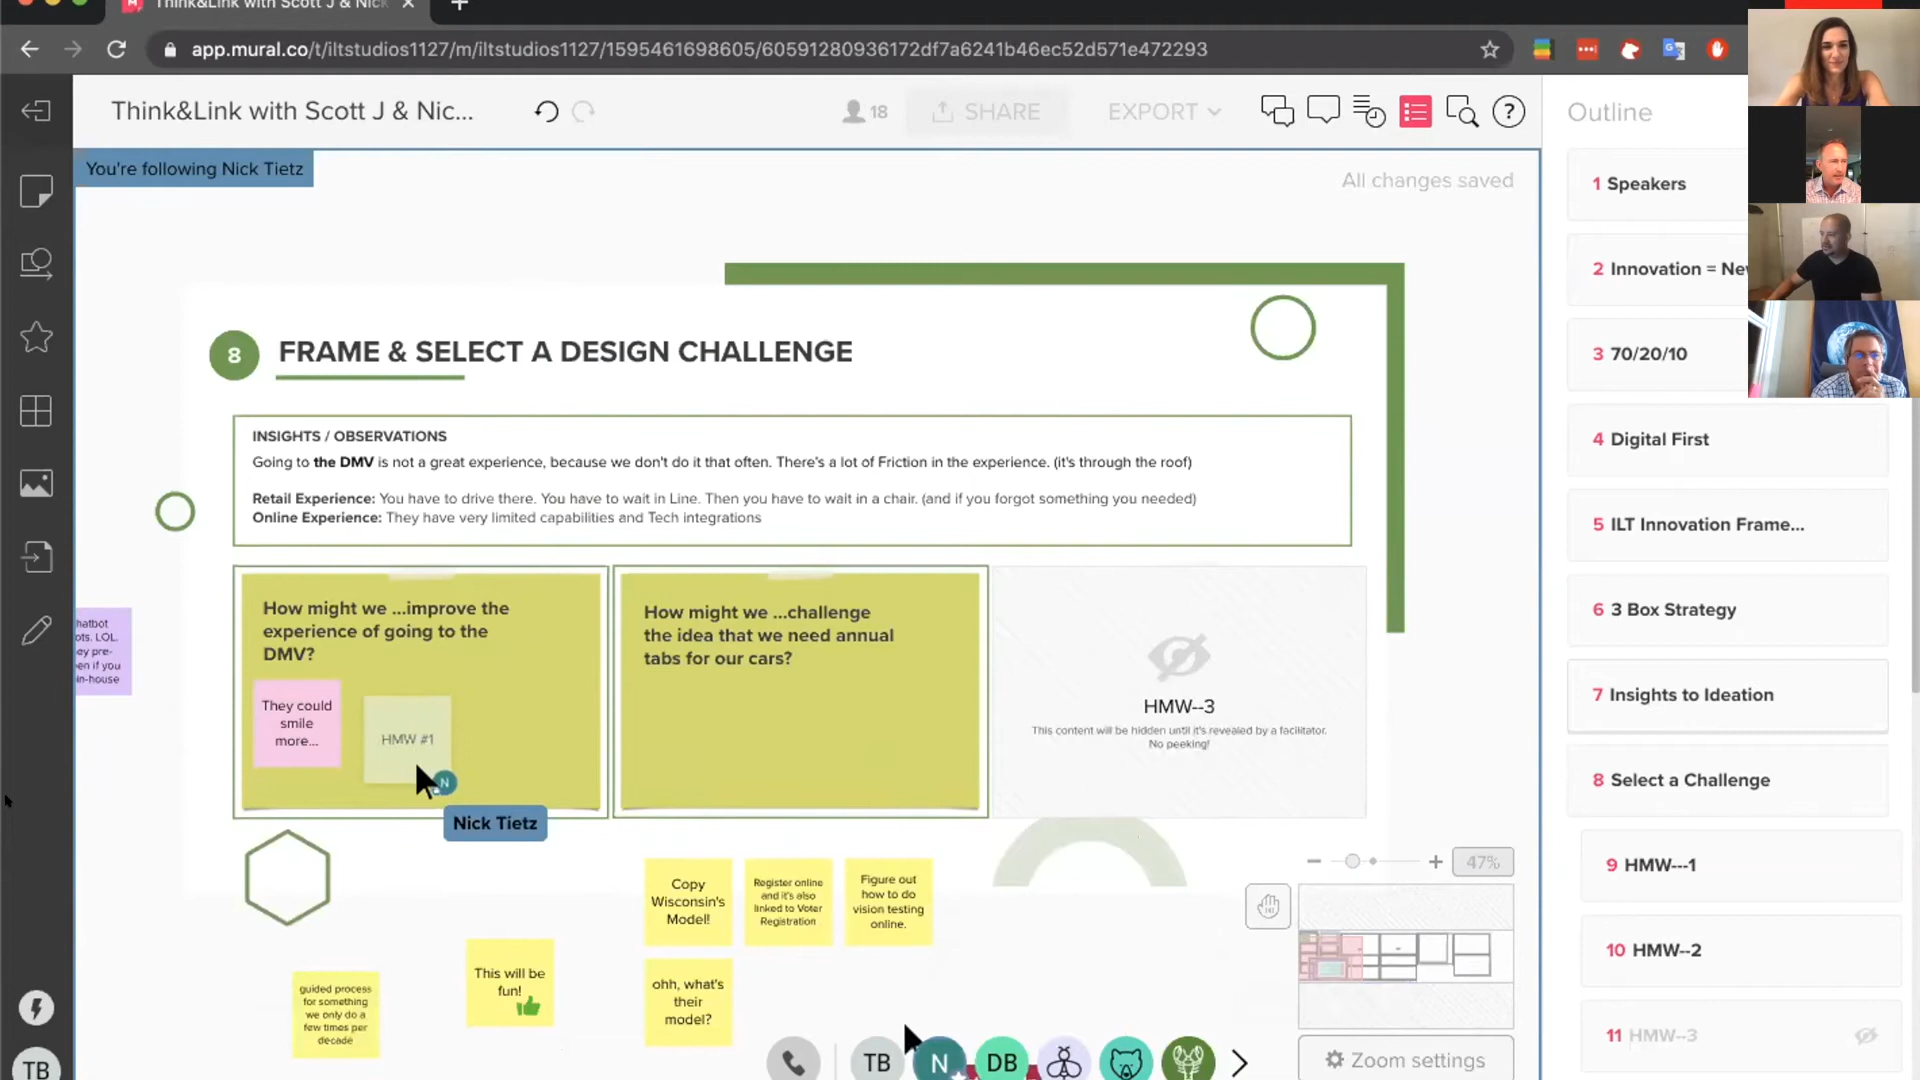 Think&Link with Scott J & Nick
app.mural.co/t/iltstudios1127/m/iltstudios1127/1595461698605/60591280936172df7a6241b46ec52d571e472293
Think&Link with Scott J & Nic...
18
SHARE
EXPORT
?
Outline
You're following Nick Tietz
All changes saved
1 Speakers
2 Innovation = New
3 70/20/10
4 Digital First
5 ILT Innovation Frame...
6 3 Box Strategy
7 Insights to Ideation
8 Select a Challenge
9 HMW---1
10 HMW--2
11 HMW--3
8
FRAME & SELECT A DESIGN CHALLENGE
INSIGHTS / OBSERVATIONS
Going to the DMV is not a great experience, because we don't do it that often. There's a lot of Friction in the experience. (it's through the roof)
Retail Experience: You have to drive there. You have to wait in Line. Then you have to wait in a chair. (and if you forgot something you needed)
Online Experience: They have very limited capabilities and Tech integrations
hatbot
ots. LOL.
ey pre-
en if you
in-house
How might we ...improve the
experience of going to the
DMV?
They could
smile
more...
HMW #1
N
Nick Tietz
How might we ...challenge
the idea that we need annual
tabs for our cars?
HMW--3
This content will be hidden until it's revealed by a facilitator.
No peeking!
Copy
Wisconsin's
Model!
Register online
and it's also
linked to Voter
Registration
Figure out
how to do
vision testing
online.
This will be
fun!
ohh, what's
their
model?
guided process
for something
we only do a
few times per
decade
47%
Zoom settings
TB
TB
N
DB